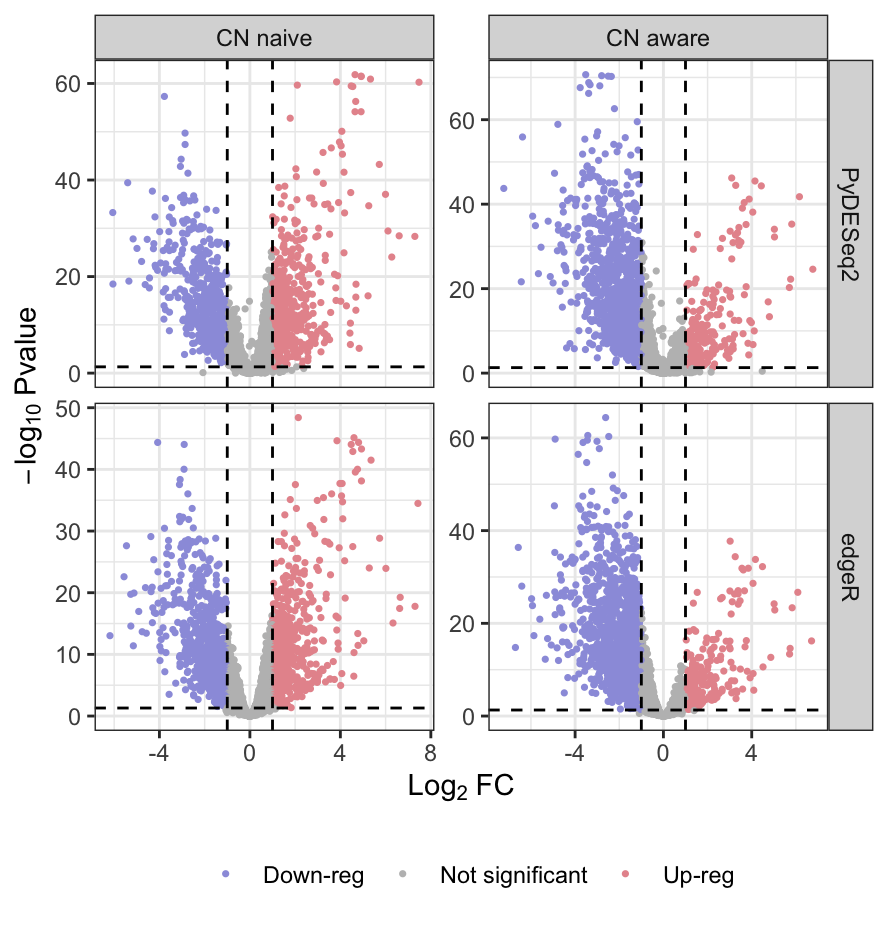 CN naive
CN aware
60
40
20
0
60
40
20
0
PyDESeq2
−log₁₀ Pvalue
50
40
30
20
10
0
60
40
20
0
edgeR
-4
0
4
8
-4
0
4
Log₂ FC
Down-reg
Not significant
Up-reg